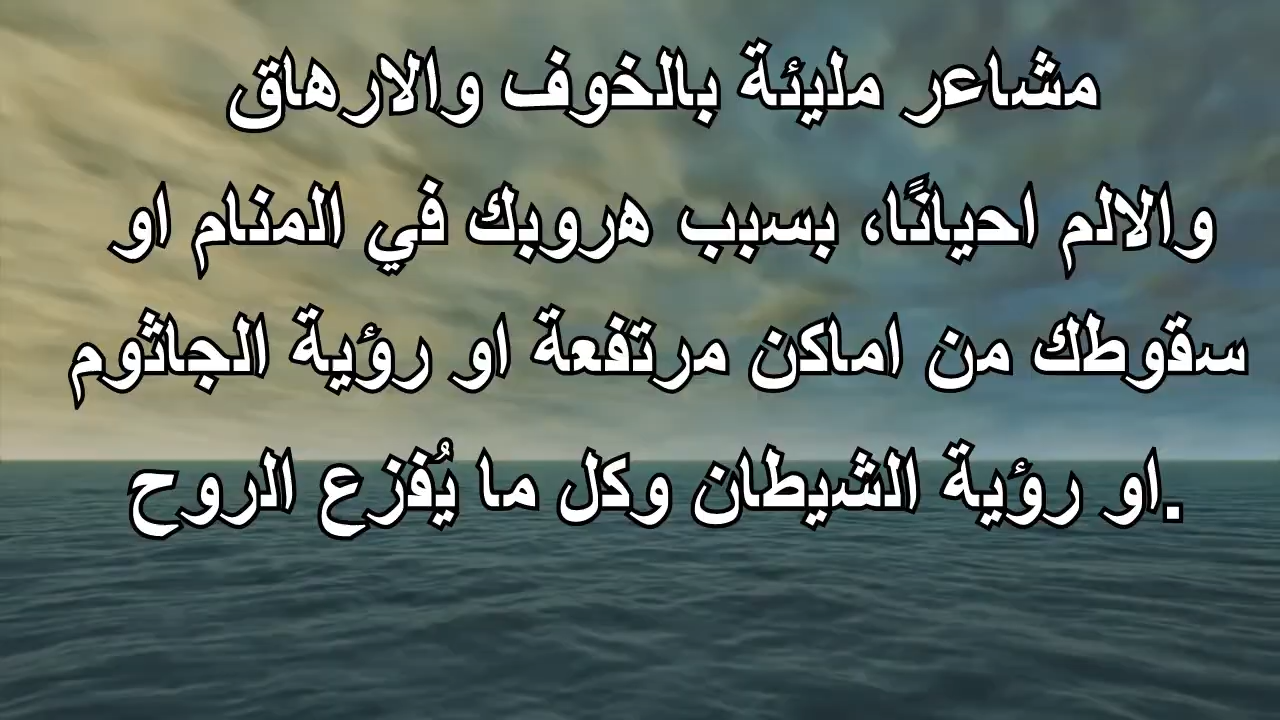 مشاعر مليئة بالخوف والارهاق
والالم احيانًا، بسبب هروبك في المنام او
سقوطك من اماكن مرتفعة او رؤية الجاثوم
.او رؤية الشيطان وكل ما يُفزع الروح